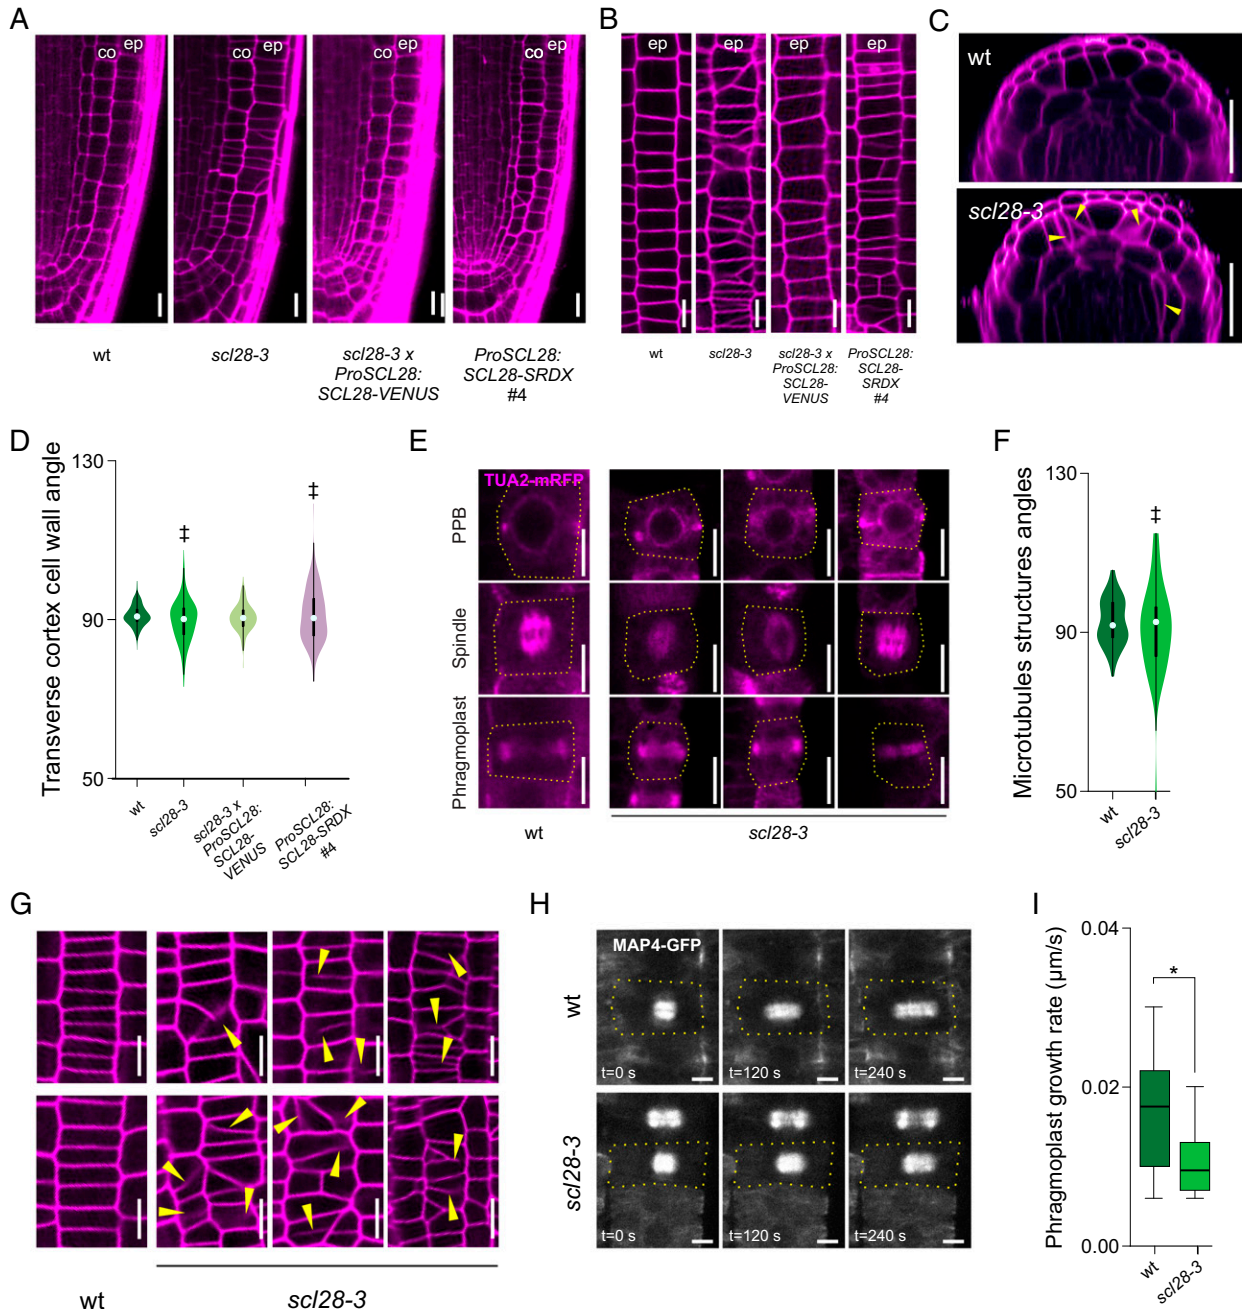 A
co
ep
co
ep
co
ep
co
ep
wt
scl28-3
scl28-3 x
ProSCL28:
SCL28-VENUS
ProSCL28:
SCL28-SRDX
#4
B
ep
ep
ep
ep
wt
scl28-3
scl28-3 x
ProSCL28:
SCL28-
VENUS
ProSCL28:
SCL28-
SRDX
#4
C
wt
scl28-3
D
Transverse cortex cell wall angle
130
90
50
‡
‡
wt
scl28-3
scl28-3 x
ProSCL28:
SCL28-
VENUS
ProSCL28:
SCL28-SRDX
#4
E
TUA2-mRFP
PPB
Spindle
Phragmoplast
wt
scl28-3
F
Microtubules structures angles
130
90
50
‡
wt
scl28-3
G
wt
scl28-3
H
MAP4-GFP
wt
t=0 s
t=120 s
t=240 s
scl28-3
t=0 s
t=120 s
t=240 s
I
Phragmoplast growth rate (µm/s)
0.04
0.02
0.00
*
wt
scl28-3